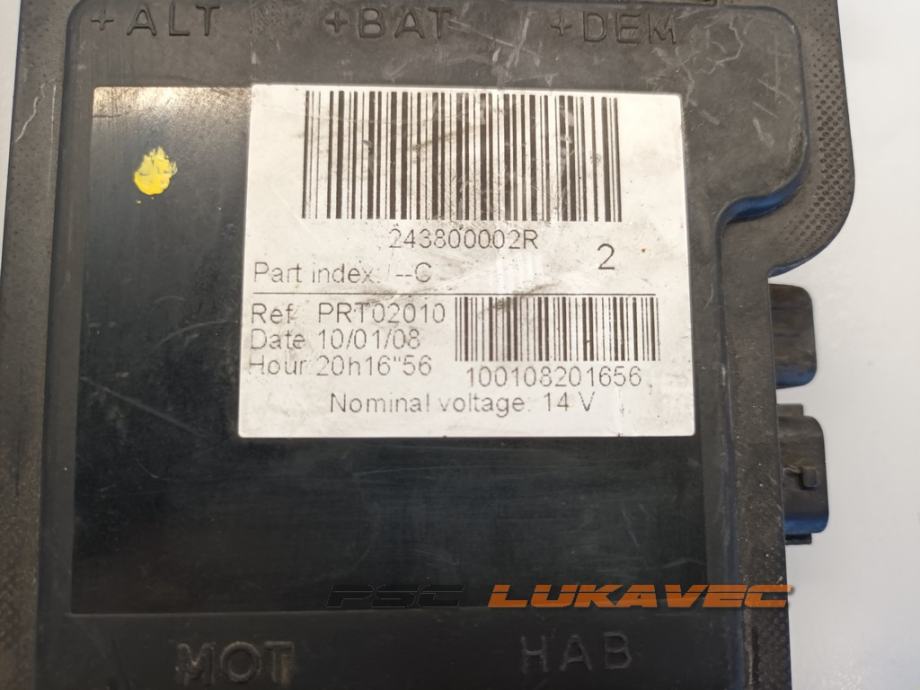 +ALT +BAT +DEM
243800002R
2
Part index: --C
Ref PRT02010
Date 10/01/08
Hour 20h16"56
100108201656
Nominal voltage: 14 V
PSC LUKAVEC
MOT HAB